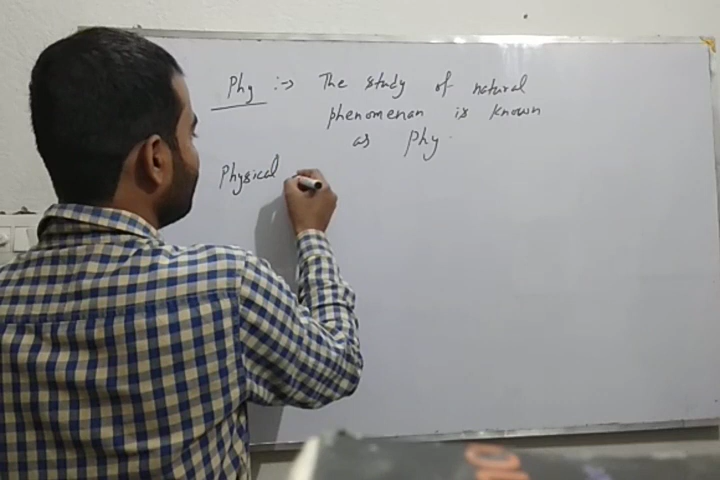 Phy :-> The study of natural
phenomenan is known
as Phy.
Physical